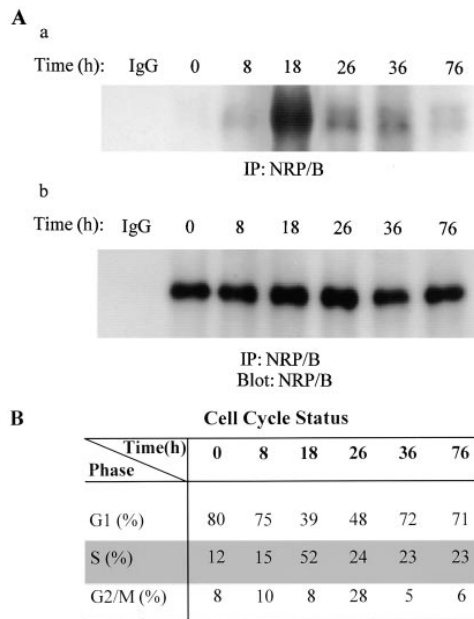 A
a
Time (h): IgG 0 8 18 26 36 76
IP: NRP/B
b
Time (h): IgG 0 8 18 26 36 76
IP: NRP/B
Blot: NRP/B
B Cell Cycle Status
Time(h) 0 8 18 26 36 76
Phase
G1 (%) 80 75 39 48 72 71
S (%) 12 15 52 24 23 23
G2/M (%) 8 10 8 28 5 6